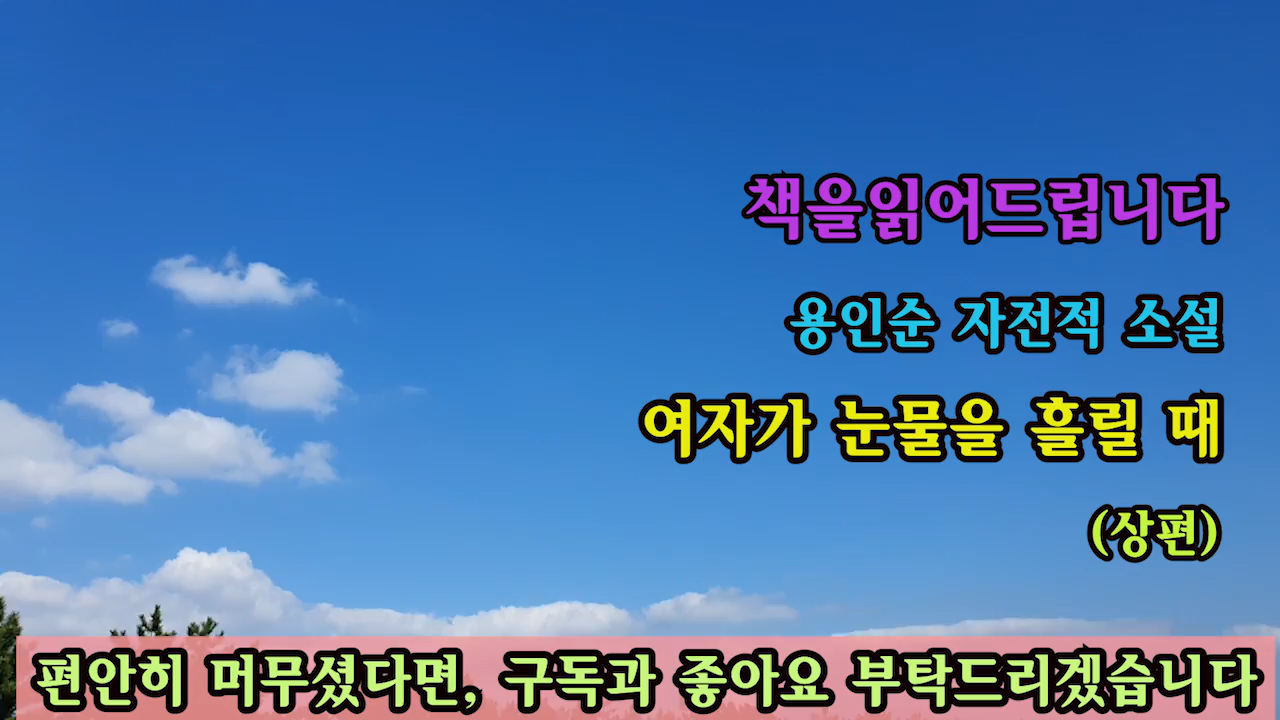 책을읽어드립니다
용인순 자전적 소설
여자가 눈물을 흘릴 때
(상편)
편안히 머무셨다면, 구독과 좋아요 부탁드리겠습니다